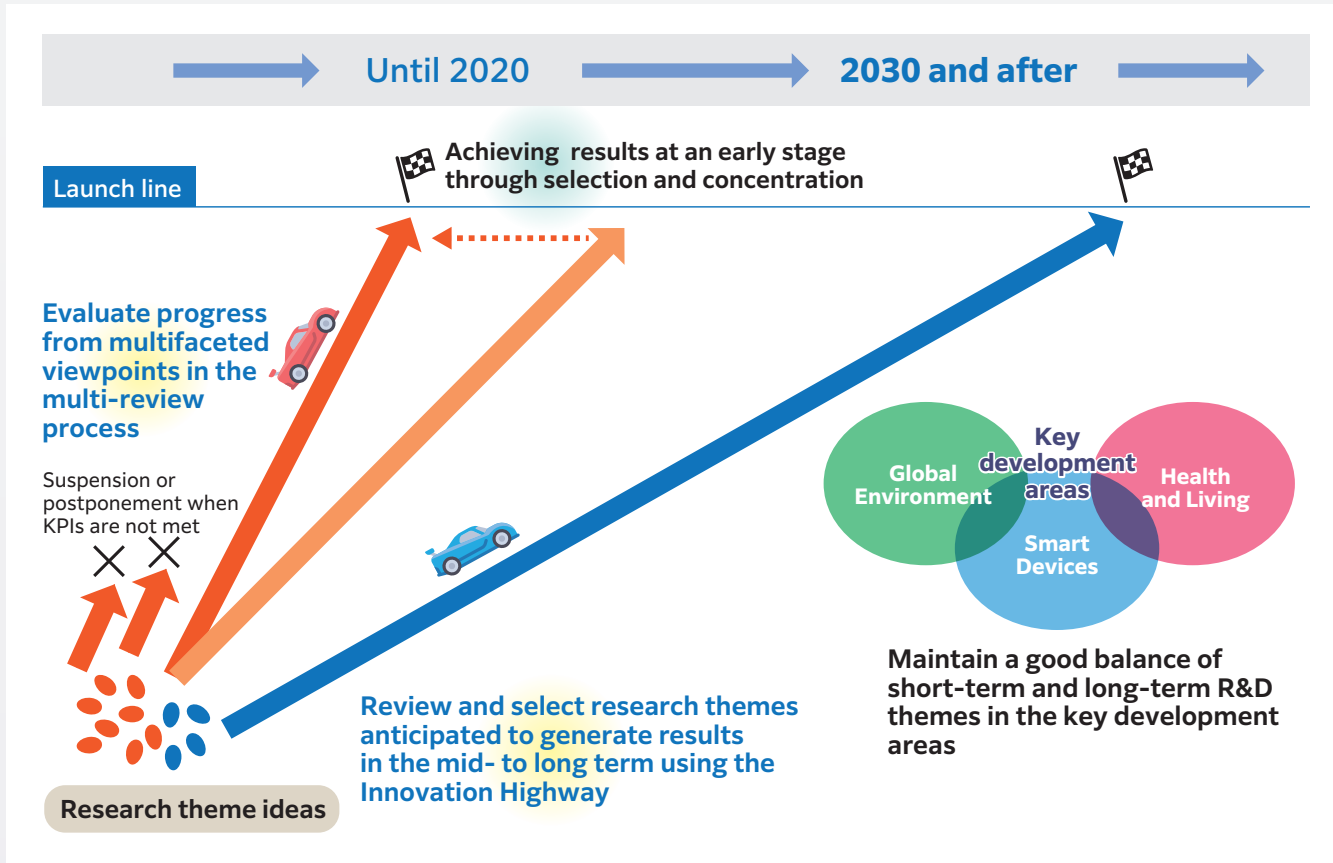 Until 2020
2030 and after
Achieving results at an early stage
through selection and concentration
Launch line
Evaluate progress
from multifaceted
viewpoints in the
multi-review
process
Suspension or
postponement when
KPIs are not met
Key
development
areas
Global
Environment
Health
and Living
Smart
Devices
Maintain a good balance of
short-term and long-term R&D
themes in the key development
areas
Review and select research themes
anticipated to generate results
in the mid- to long term using the
Innovation Highway
Research theme ideas